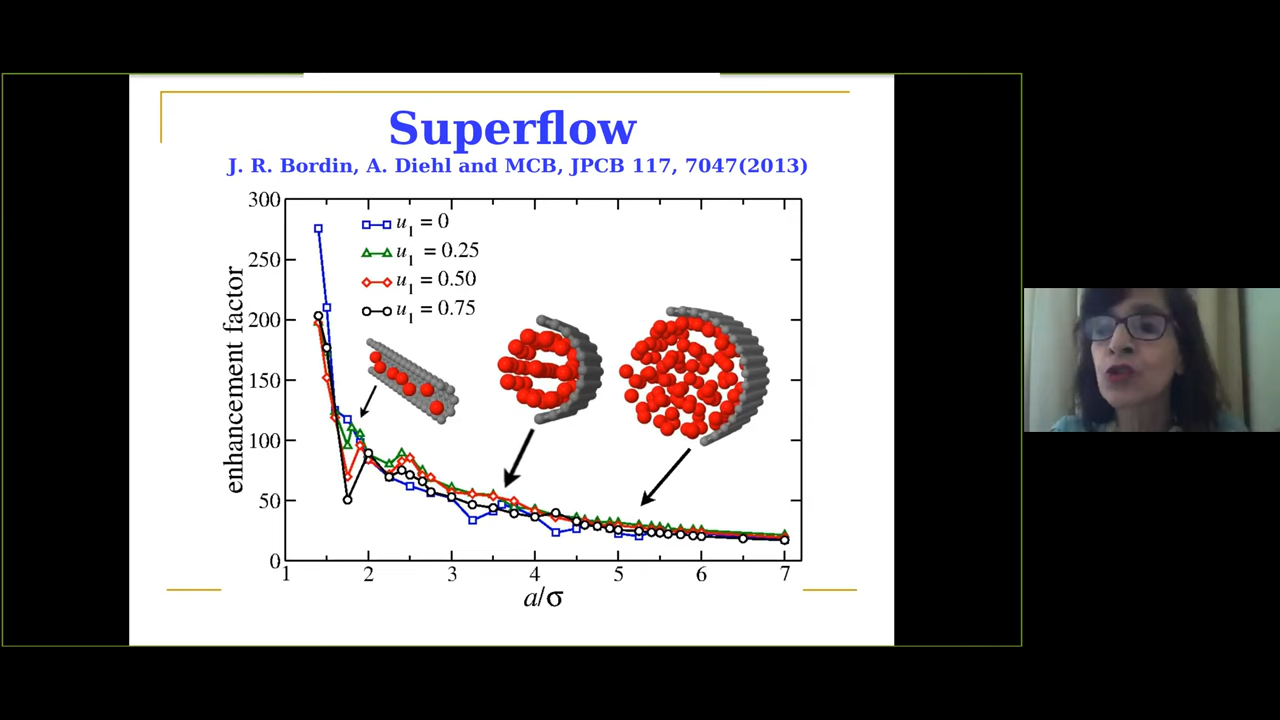 Superflow
J. R. Bordin, A. Diehl and MCB, JPCB 117, 7047(2013)
300
250
200
150
100
50
0
enhancement factor
u1 = 0
u1 = 0.25
u1 = 0.50
u1 = 0.75
1 2 3 4 5 6 7
a/σ